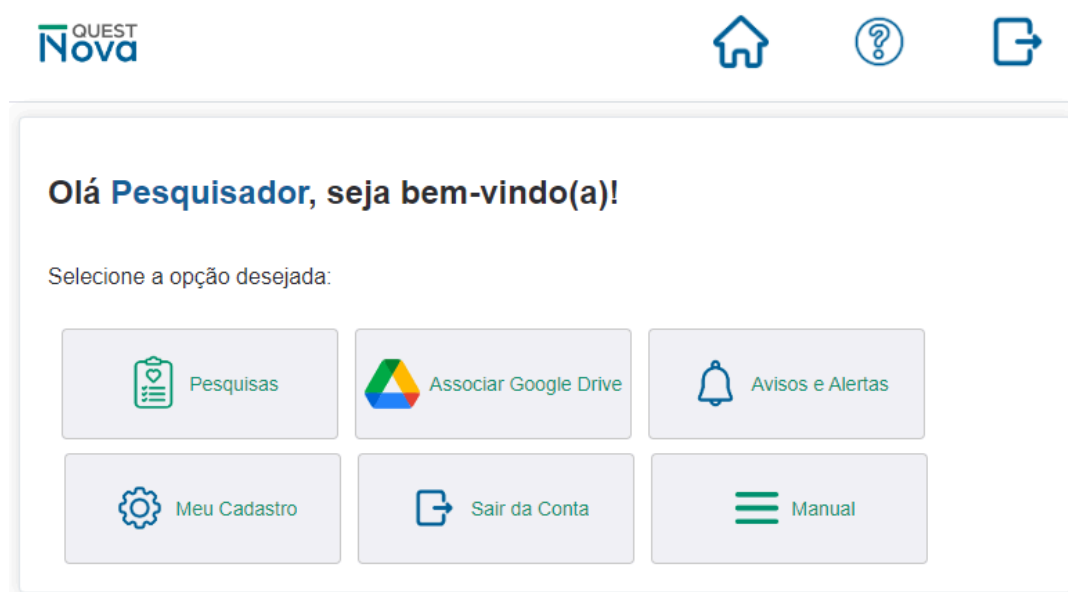 QUEST
Nova
Olá Pesquisador, seja bem-vindo(a)!
Selecione a opção desejada:
Pesquisas
Associar Google Drive
Avisos e Alertas
Meu Cadastro
Sair da Conta
Manual